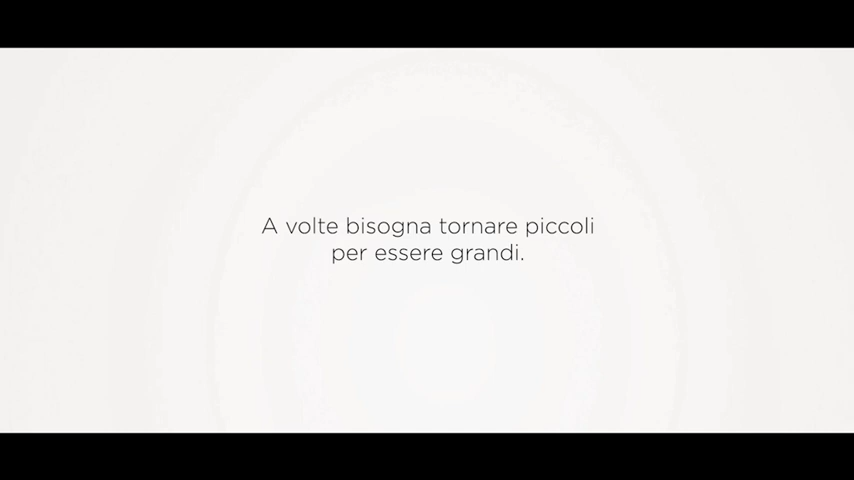 A volte bisogna tornare piccoli
per essere grandi.